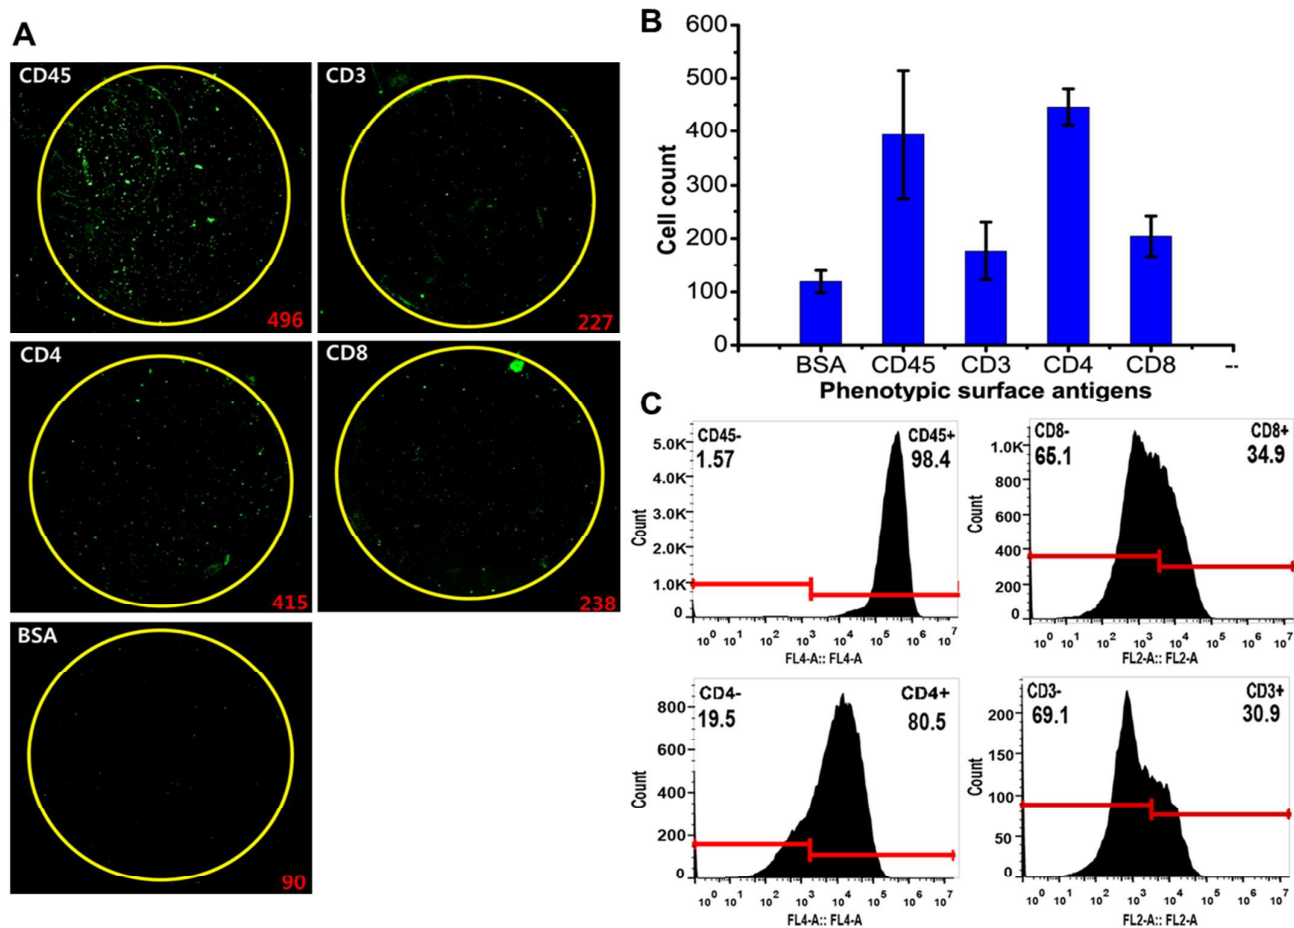 A
CD45
496
CD3
227
CD4
415
CD8
238
BSA
90
B
600
500
400
300
200
100
0
Cell count
BSA CD45 CD3 CD4 CD8 --
Phenotypic surface antigens
C
CD45- CD45+
1.57 98.4
5.0K
4.0K
3.0K
2.0K
1.0K
0
Count
10^0 10^1 10^2 10^3 10^4 10^5 10^6 10^7
FL4-A:: FL4-A
CD8- CD8+
65.1 34.9
1.0K
800
600
400
200
0
Count
10^0 10^1 10^2 10^3 10^4 10^5 10^6 10^7
FL2-A:: FL2-A
CD4- CD4+
19.5 80.5
800
600
400
200
0
Count
10^0 10^1 10^2 10^3 10^4 10^5 10^6 10^7
FL4-A:: FL4-A
CD3- CD3+
69.1 30.9
200
150
100
50
0
Count
10^0 10^1 10^2 10^3 10^4 10^5 10^6 10^7
FL2-A:: FL2-A